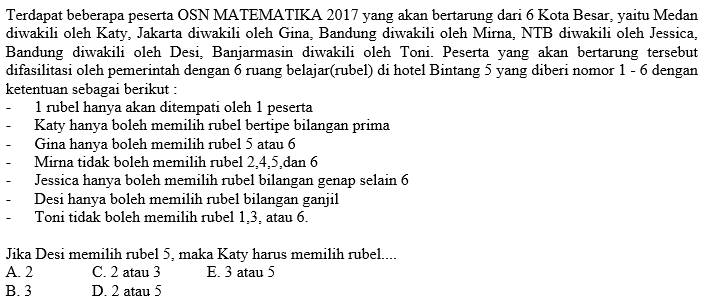 Terdapat beberapa peserta OSN MATEMATIKA 2017 yang akan bertarung dari 6 Kota Besar, yaitu Medan
diwakili oleh Katy, Jakarta diwakili oleh Gina, Bandung diwakili oleh Mirna, NTB diwakili oleh Jessica,
Bandung diwakili oleh Desi, Banjarmasin diwakili oleh Toni. Peserta yang akan bertarung tersebut
difasilitasi oleh pemerintah dengan 6 ruang belajar(rubel) di hotel Bintang 5 yang diberi nomor 1 - 6 dengan
ketentuan sebagai berikut :
- 1 rubel hanya akan ditempati oleh 1 peserta
- Katy hanya boleh memilih rubel bertipe bilangan prima
- Gina hanya boleh memilih rubel 5 atau 6
- Mirna tidak boleh memilih rubel 2,4,5,dan 6
- Jessica hanya boleh memilih rubel bilangan genap selain 6
- Desi hanya boleh memilih rubel bilangan ganjil
- Toni tidak boleh memilih rubel 1,3, atau 6.
Jika Desi memilih rubel 5, maka Katy harus memilih rubel....
A. 2 C. 2 atau 3 E. 3 atau 5
B. 3 D. 2 atau 5